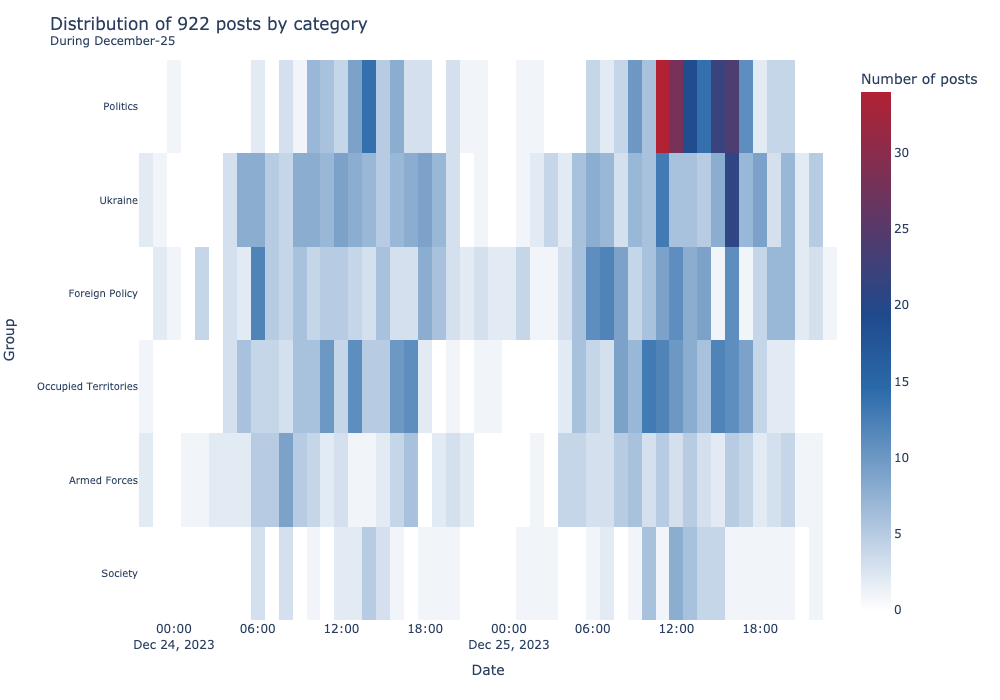 Distribution of 922 posts by category
During December-25
Number of posts
Politics
Ukraine
Foreign Policy
Occupied Territories
Armed Forces
Society
Group
30
25
20
15
10
5
0
00:00 06:00 12:00 18:00 00:00 06:00 12:00 18:00
Dec 24, 2023 Dec 25, 2023
Date